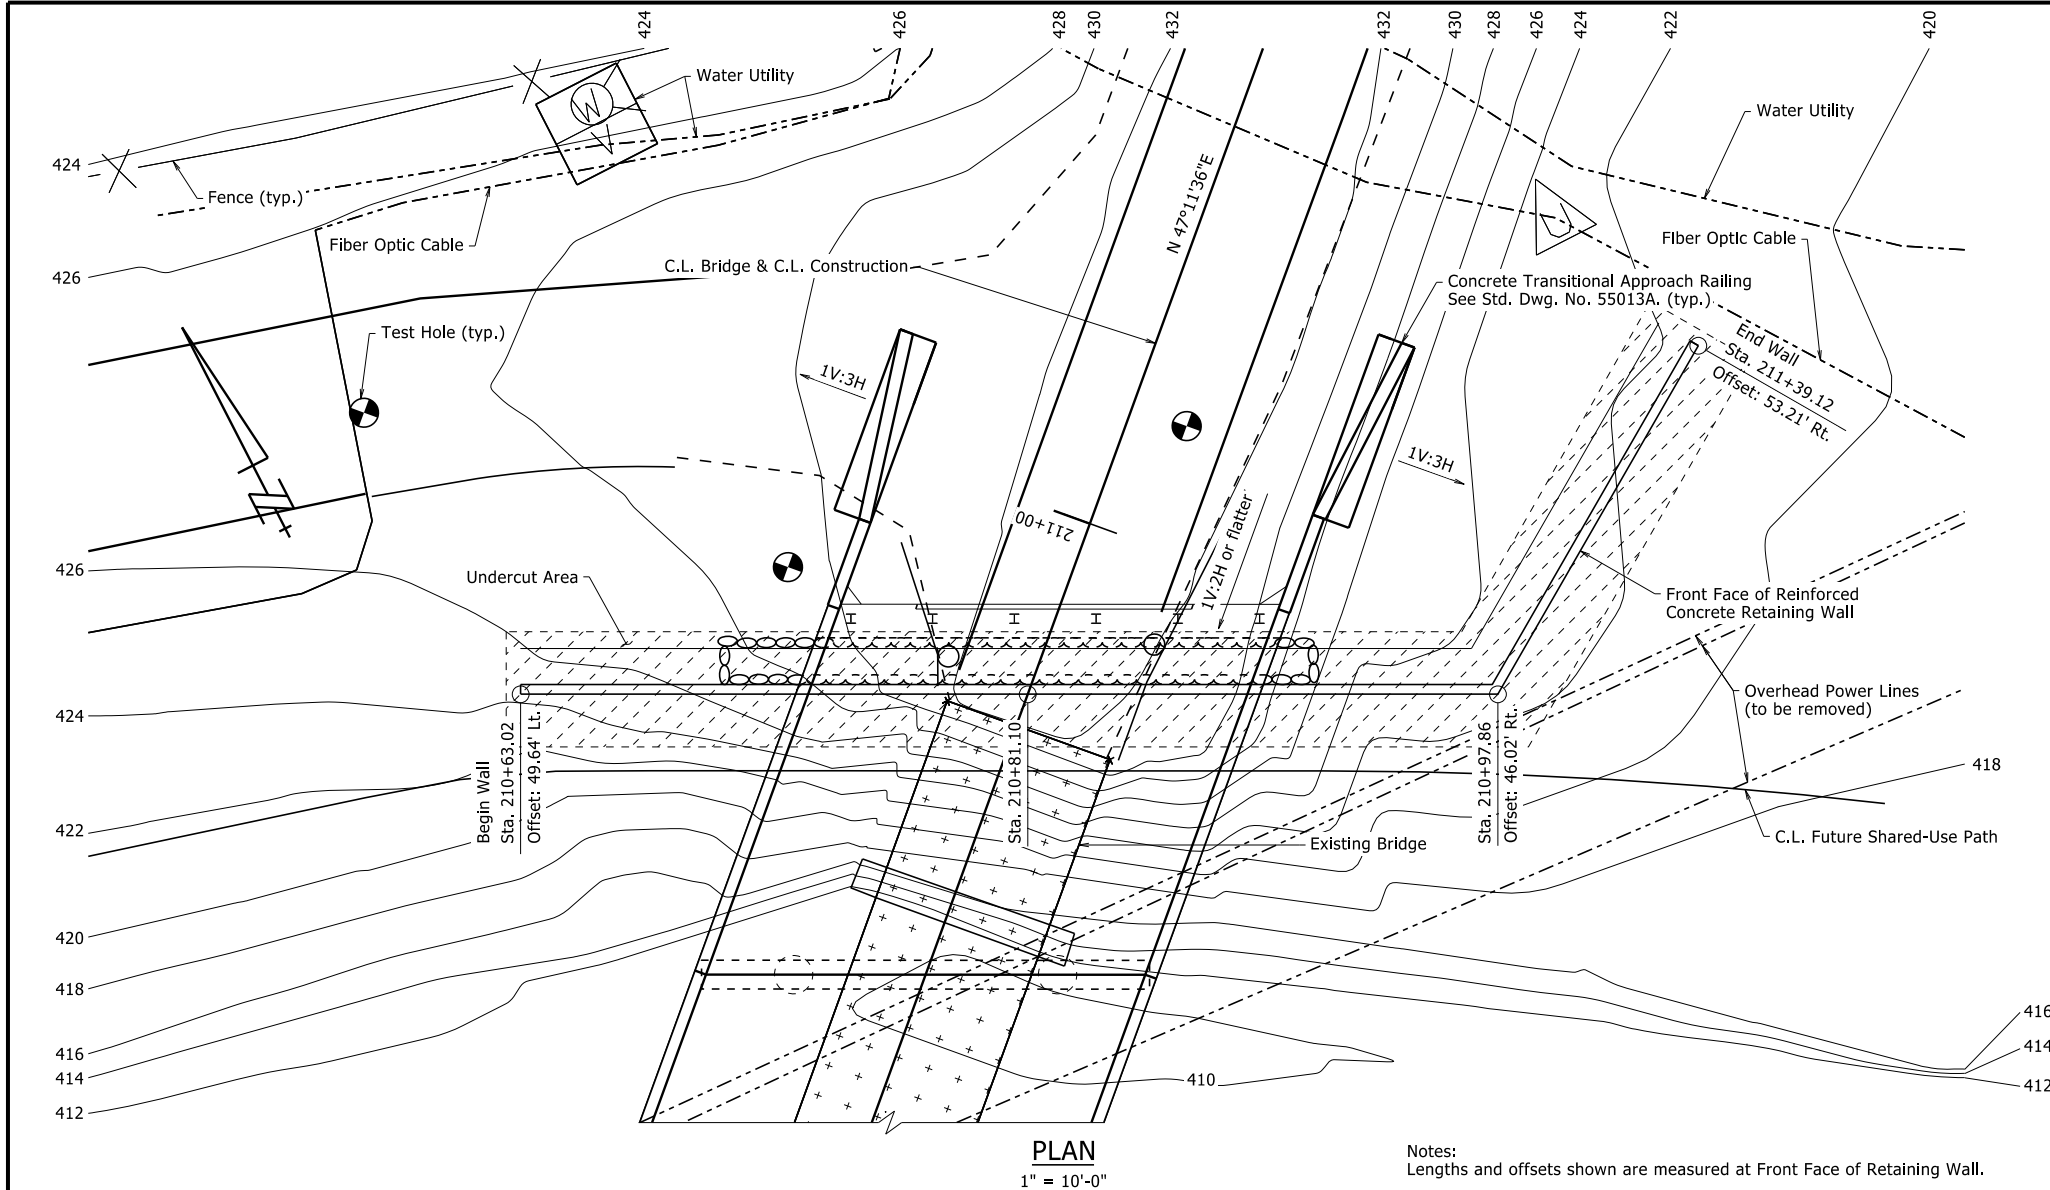 424
426
428
430
432
432
430
428
426
424
422
420
Water Utility
Water Utility
W
424
Fence (typ.)
Fiber Optic Cable
N 47°11'36"E
Fiber Optic Cable
426
C.L. Bridge & C.L. Construction
Concrete Transitional Approach Railing
See Std. Dwg. No. 55013A. (typ.)
Test Hole (typ.)
End Wall
Sta. 211+39.12
Offset: 53.21' Rt.
1V:3H
1V:3H
211+00
1V:2H or flatter
426
Undercut Area
Front Face of Reinforced
Concrete Retaining Wall
424
Overhead Power Lines
(to be removed)
Begin Wall
Sta. 210+63.02
Offset: 49.64' Lt.
Sta. 210+81.10
Sta. 210+97.86
Offset: 46.02' Rt.
418
422
Existing Bridge
C.L. Future Shared-Use Path
420
418
416
416
414
414
412
412
410
PLAN
1" = 10'-0"
Notes:
Lengths and offsets shown are measured at Front Face of Retaining Wall.